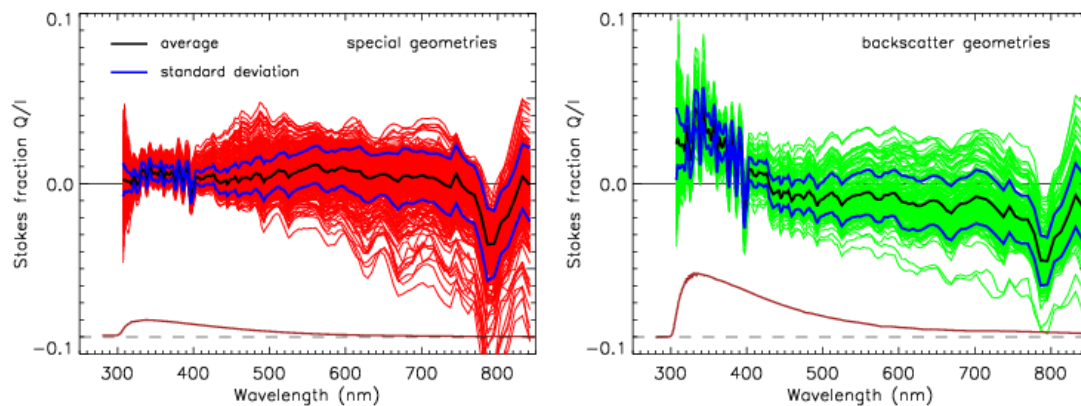 0.1
0.0
−0.1
Stokes fraction Q/I
average
standard deviation
special geometries
300 400 500 600 700 800
Wavelength (nm)
0.1
0.0
−0.1
Stokes fraction Q/I
backscatter geometries
300 400 500 600 700 800
Wavelength (nm)